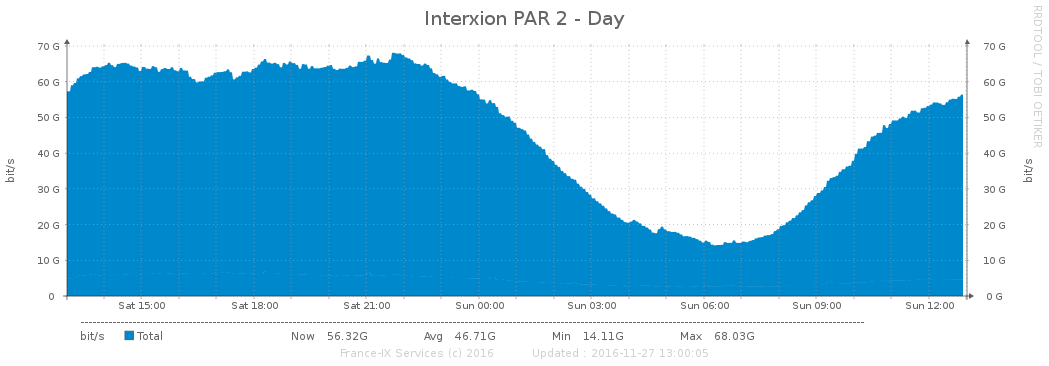 Interxion PAR 2 - Day
RRDTOOL / TOBI OETIKER
70 G 70 G
60 G 60 G
50 G 50 G
40 G 40 G
30 G 30 G
20 G 20 G
10 G 10 G
0 0 G
bit/s bit/s
Sat 15:00 Sat 18:00 Sat 21:00 Sun 00:00 Sun 03:00 Sun 06:00 Sun 09:00 Sun 12:00
bit/s Total Now 56.32G Avg 46.71G Min 14.11G Max 68.03G
France-IX Services (c) 2016 Updated : 2016-11-27 13:00:05